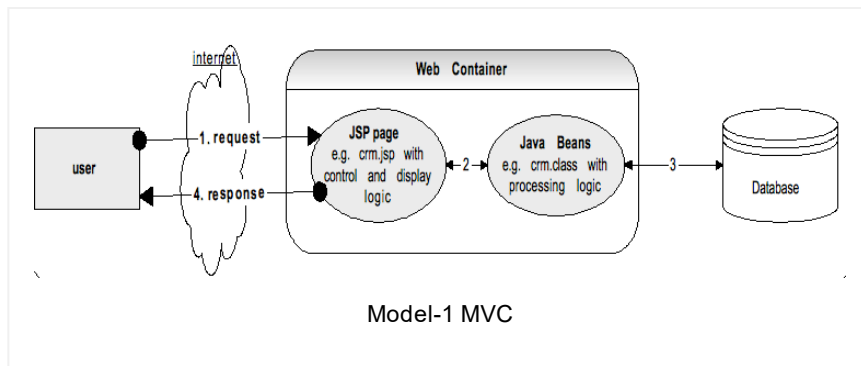 internet
Web Container
user
1. request
4. response
JSP page
e.g. crm.jsp with
control and display
logic
2
Java Beans
e.g. crm.class with
processing logic
3
Database
Model-1 MVC